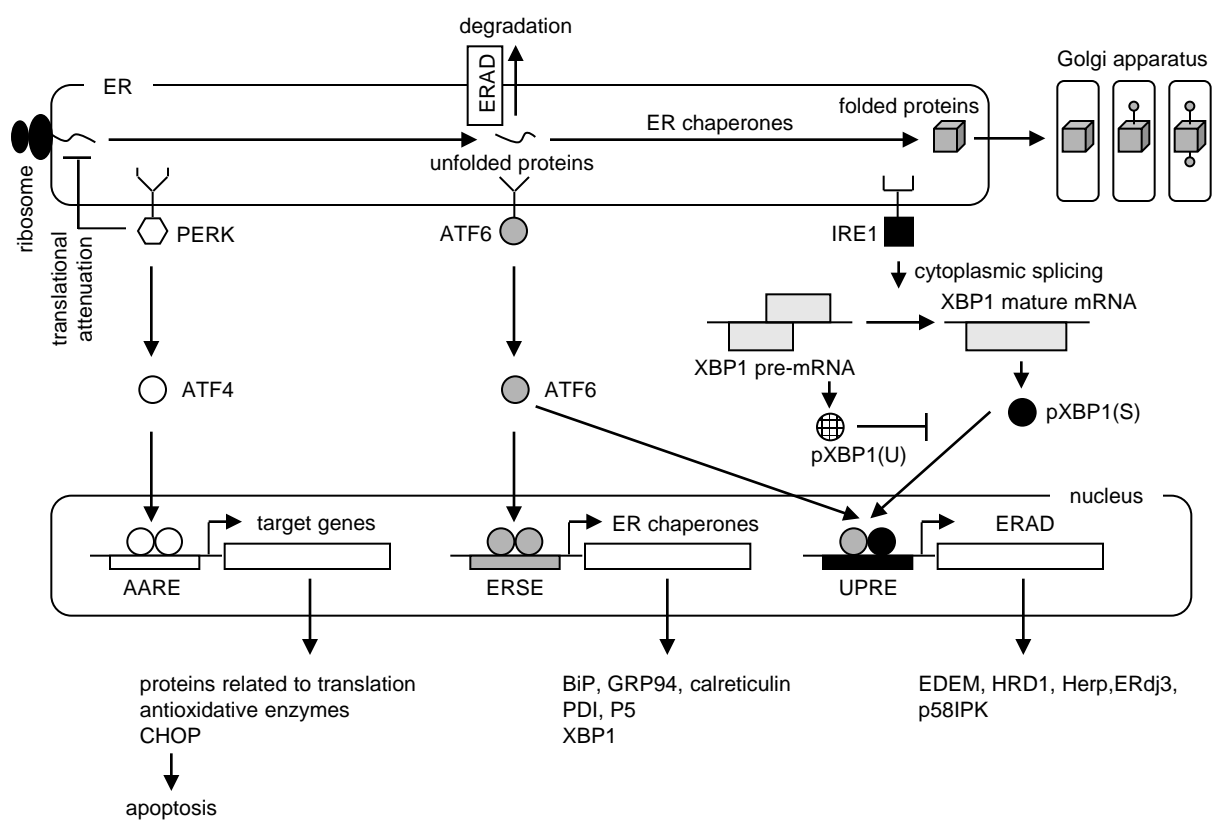 degradation
Golgi apparatus
ER
ERAD
folded proteins
ER chaperones
unfolded proteins
ribosome
translational
attenuation
PERK
ATF6
IRE1
cytoplasmic splicing
XBP1 mature mRNA
XBP1 pre-mRNA
ATF4
ATF6
pXBP1(S)
pXBP1(U)
nucleus
target genes
ER chaperones
ERAD
AARE
ERSE
UPRE
proteins related to translation
antioxidative enzymes
CHOP
apoptosis
BiP, GRP94, calreticulin
PDI, P5
XBP1
EDEM, HRD1, Herp,ERdj3,
p58IPK